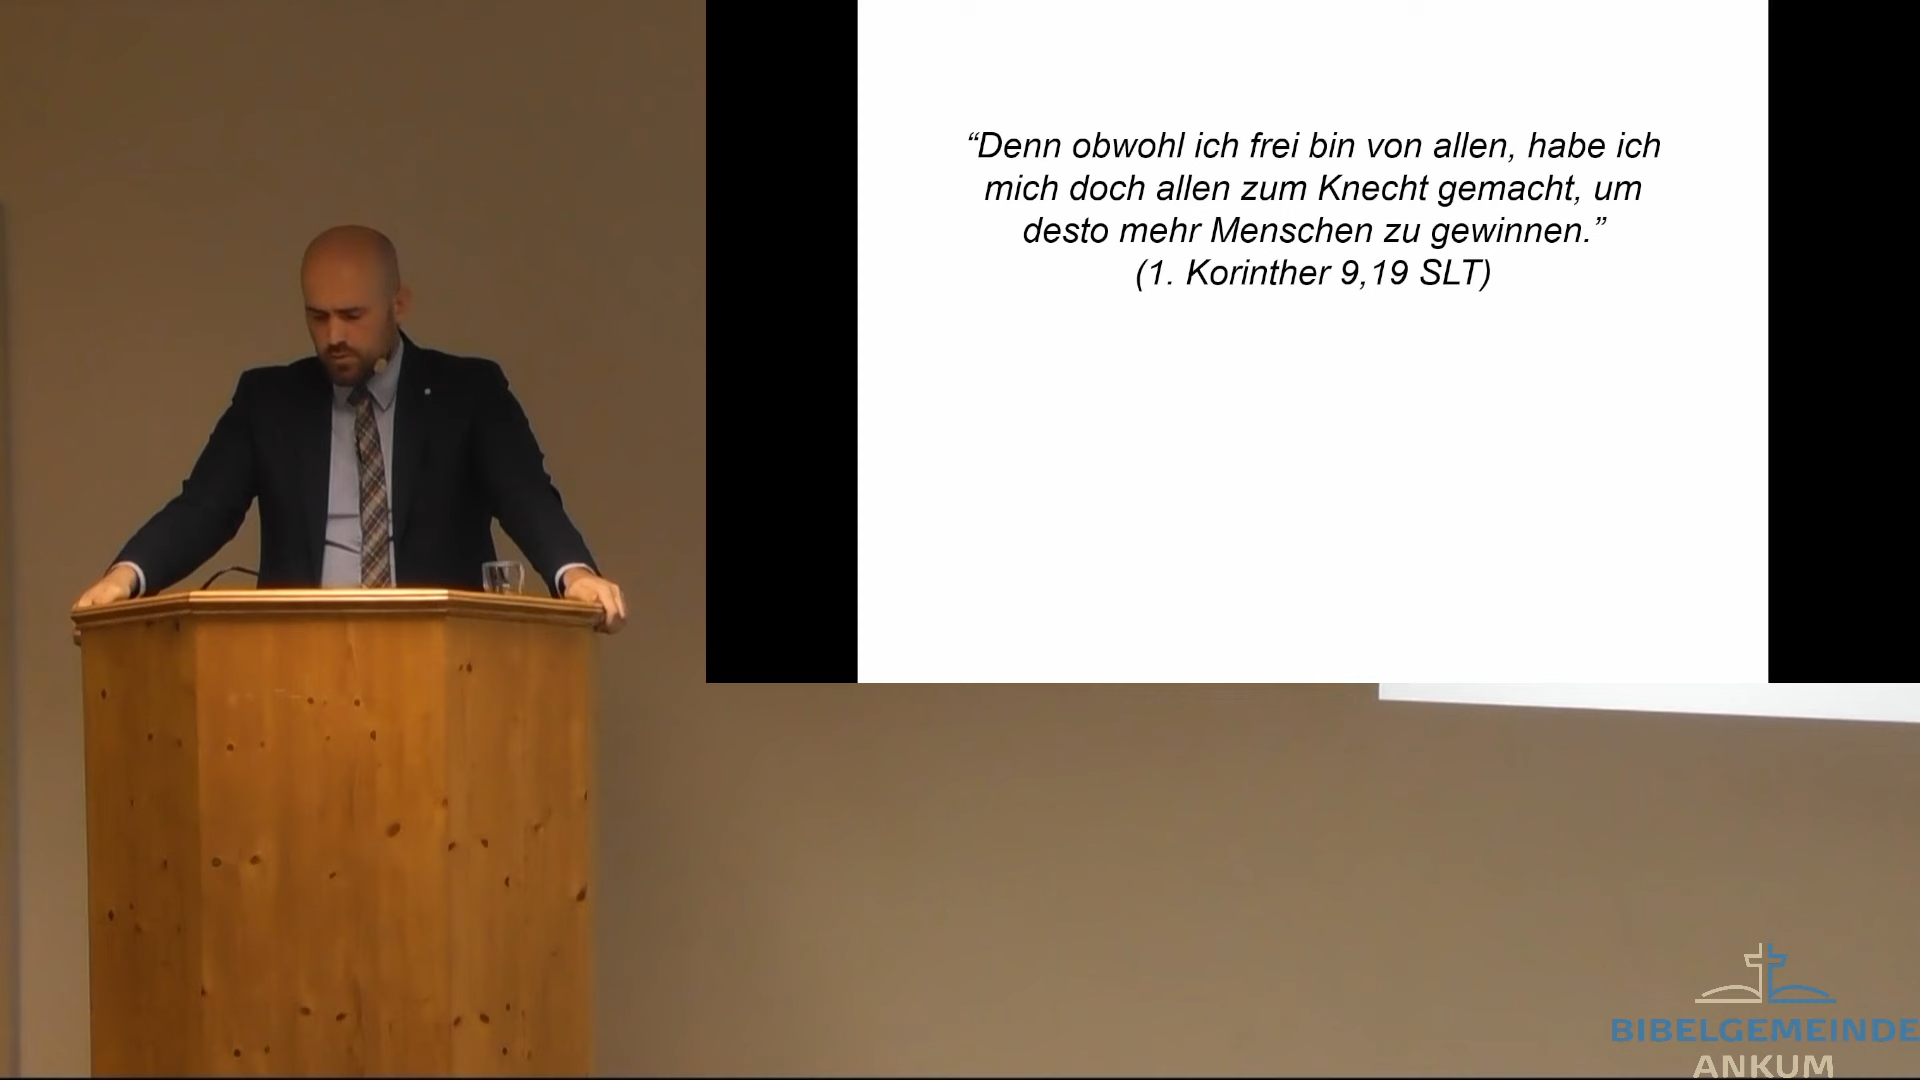 “Denn obwohl ich frei bin von allen, habe ich
mich doch allen zum Knecht gemacht, um
desto mehr Menschen zu gewinnen.”
(1. Korinther 9,19 SLT)
BIBELGEMEINDE
ANKUM